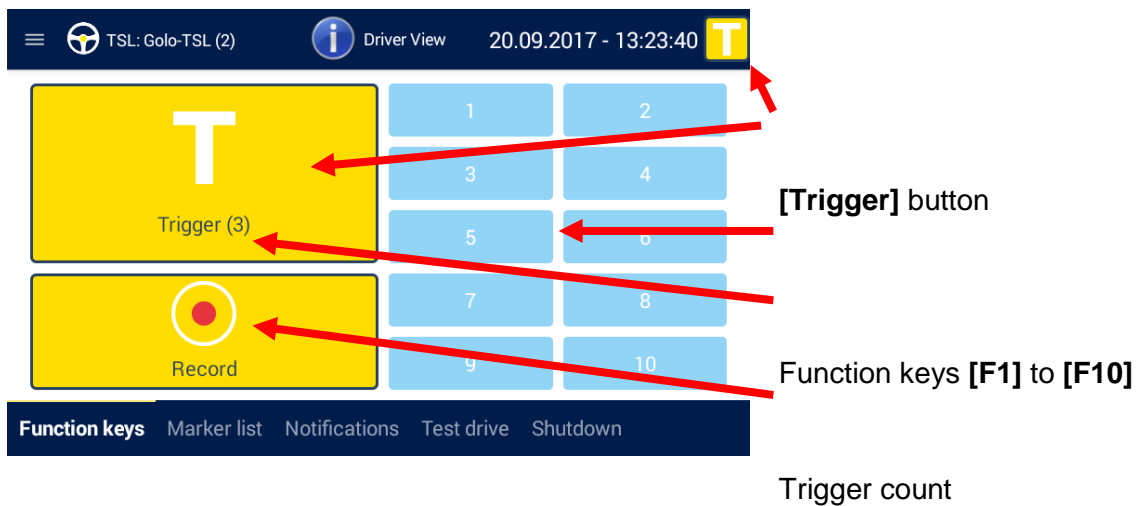 TSL: Golo-TSL (2)
i
Driver View
20.09.2017 - 13:23:40
T
T
Trigger (3)
Record
1
2
3
4
5
6
7
8
9
10
Function keys Marker list Notifications Test drive Shutdown
[Trigger] button
Function keys [F1] to [F10]
Trigger count